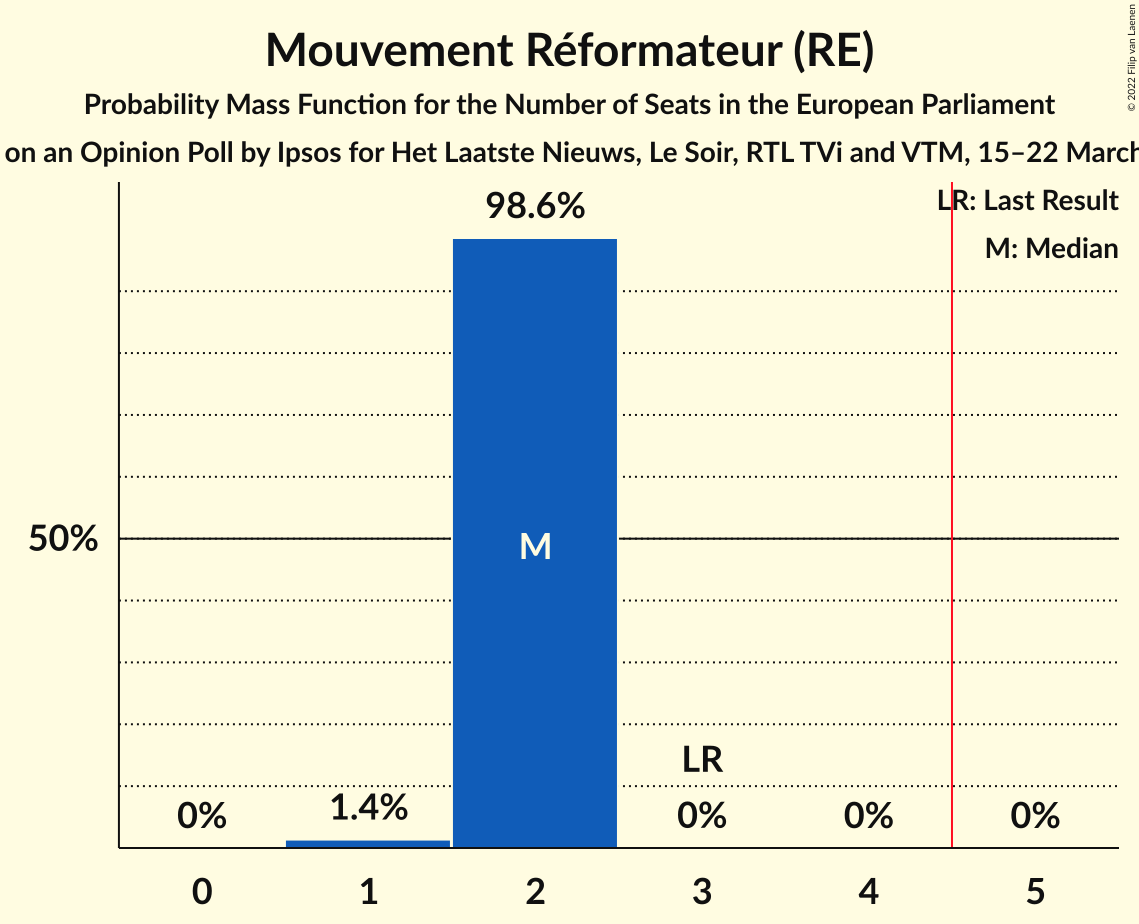 Mouvement Réformateur (RE)
Probability Mass Function for the Number of Seats in the European Parliament
on an Opinion Poll by Ipsos for Het Laatste Nieuws, Le Soir, RTL TVi and VTM, 15–22 March
© 2022 Filip van Laenen
LR: Last Result
M: Median
98.6%
50%
M
LR
0%
1.4%
0%
0%
0%
0
1
2
3
4
5